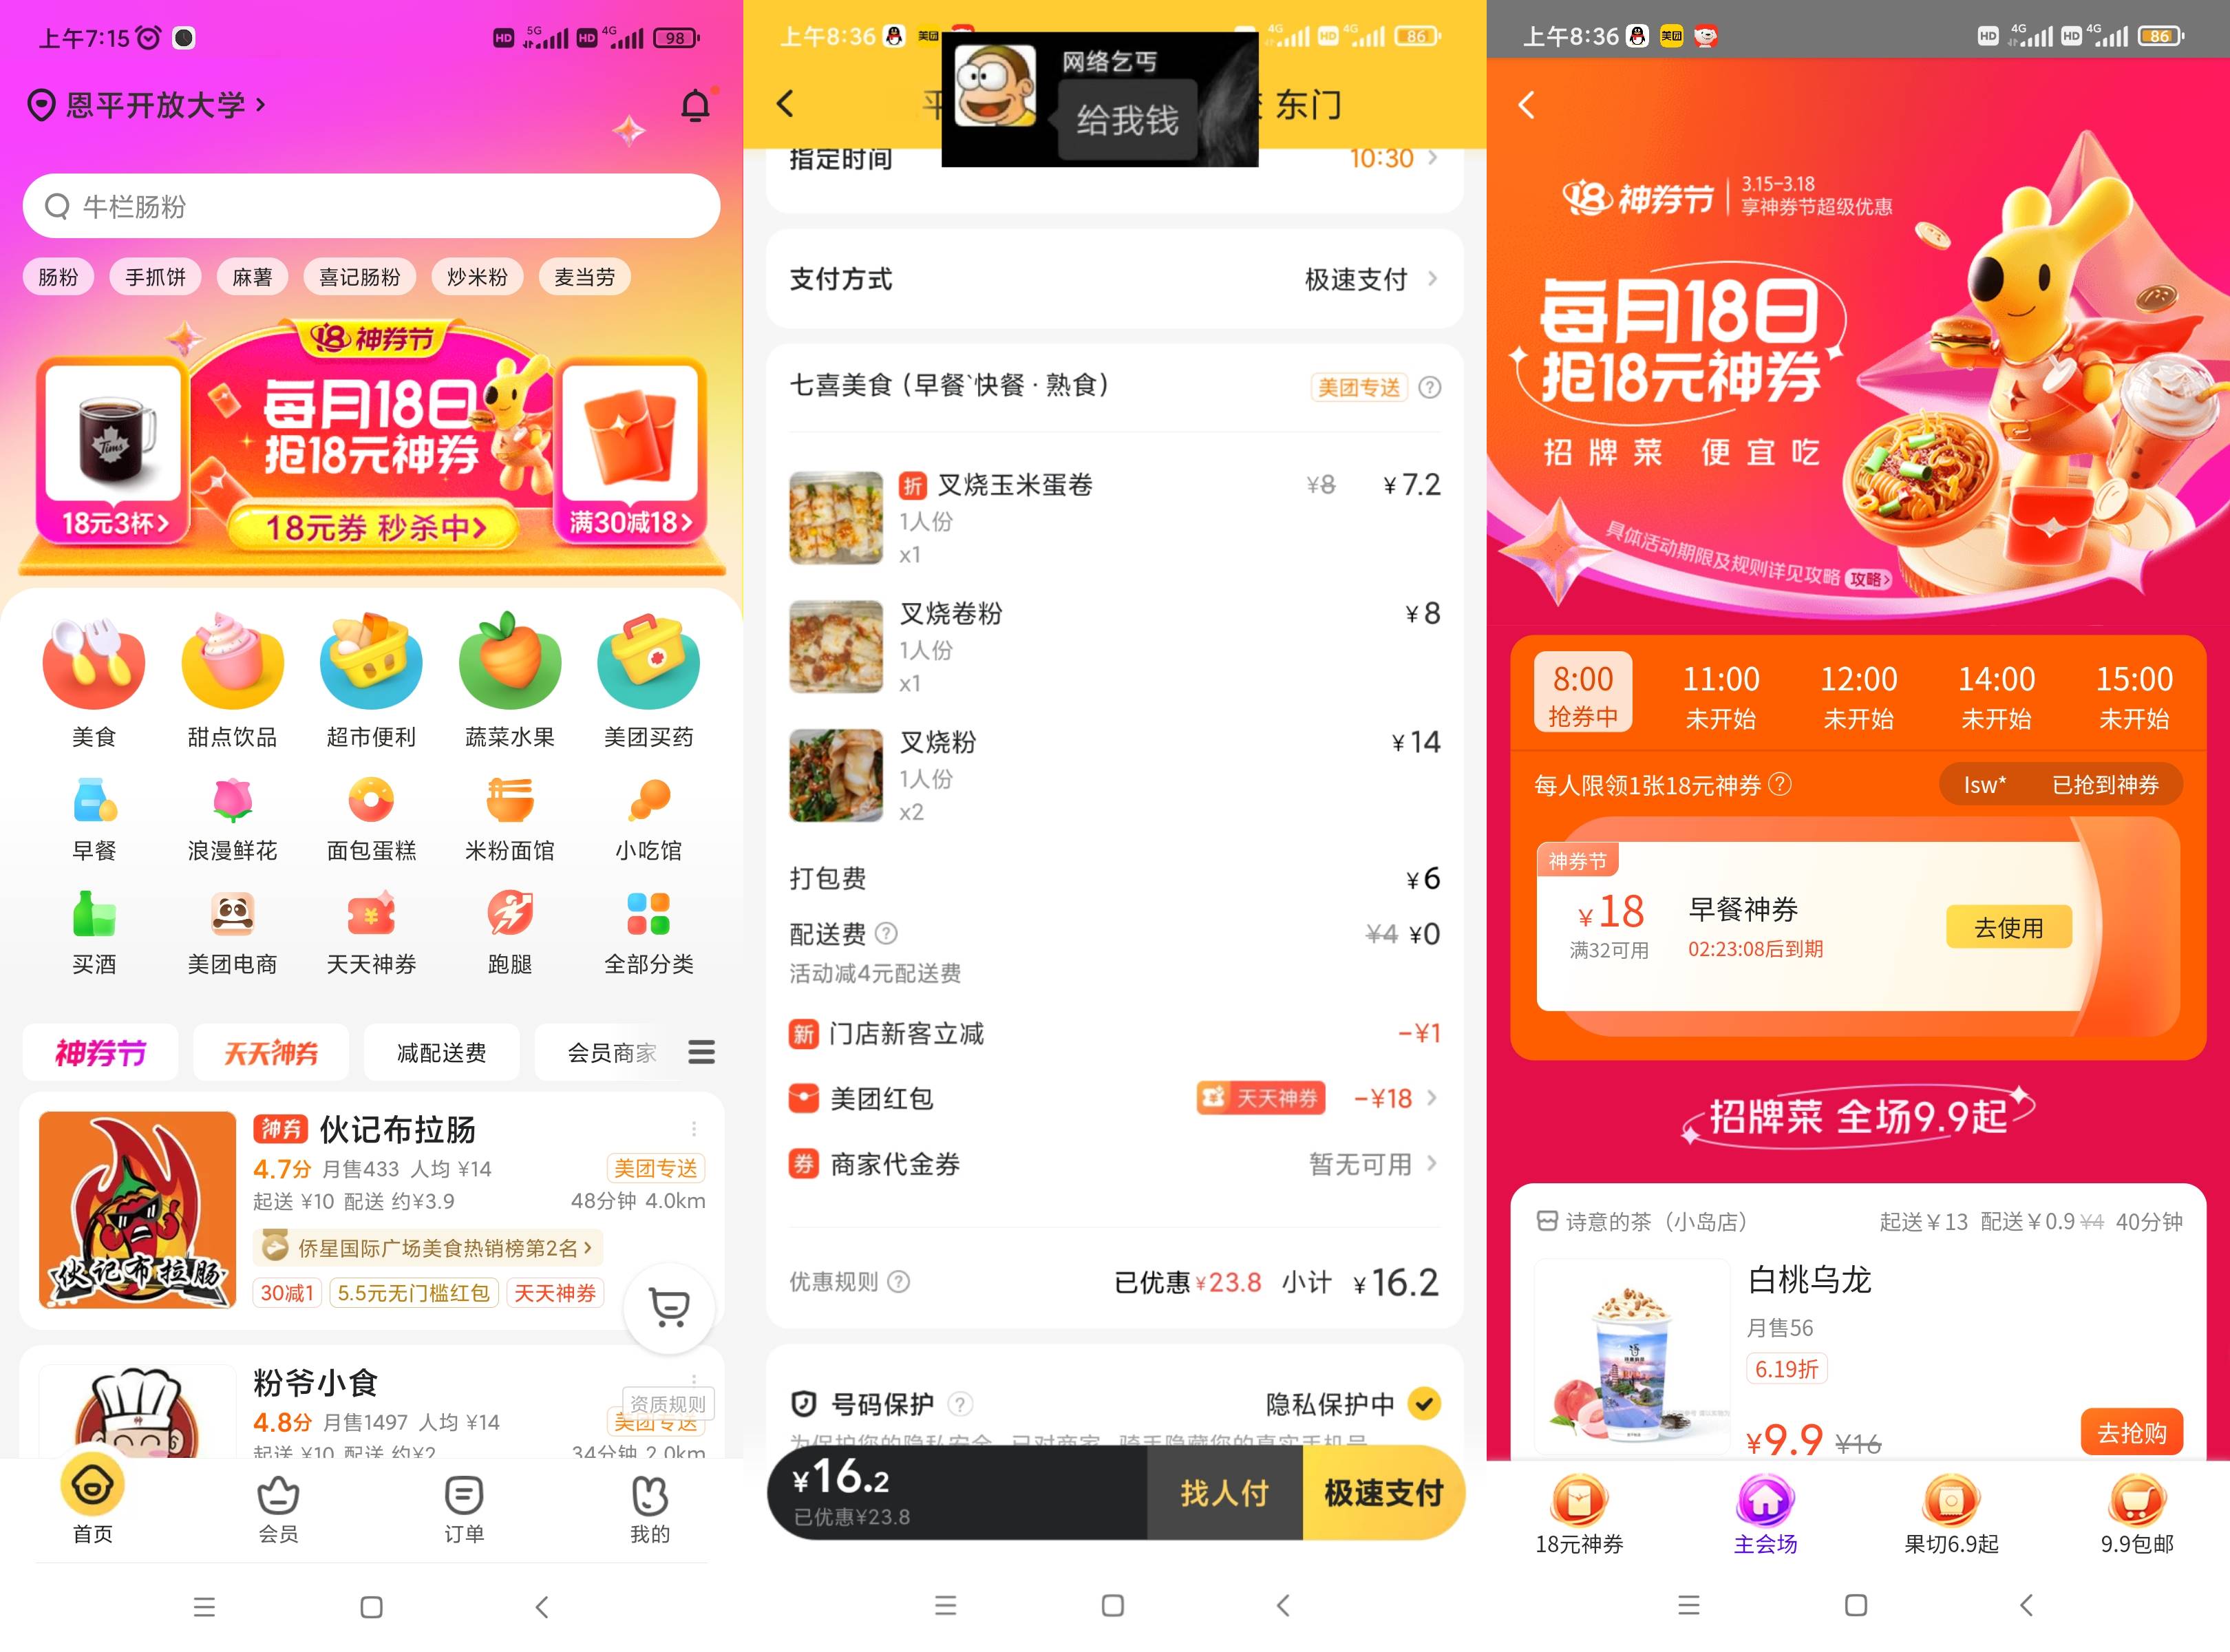 上午7:15
HD 5G HD 4G 98
恩平开放大学
牛栏肠粉
肠粉 手抓饼 麻薯 喜记肠粉 炒米粉 麦当劳
18 神券节
每月18日
抢18元神券
Tims
18元3杯
18元券 秒杀中
满30减18
美食 甜点饮品 超市便利 蔬菜水果 美团买药
早餐 浪漫鲜花 面包蛋糕 米粉面馆 小吃馆
买酒 美团电商 天天神券 跑腿 全部分类
神券节 天天神券 减配送费 会员商家
神券 伙记布拉肠
4.7分 月售433 人均 ¥14 美团专送
起送 ¥10 配送 约¥3.9 48分钟 4.0km
侨星国际广场美食热销榜第2名
30减1 5.5元无门槛红包 天天神券
伙记布拉肠
粉爷小食
4.8分 月售1497 人均 ¥14 美团专送
资质规则
起送 ¥10 配送 约¥2 34分钟 2.0km
首页 会员 订单 我的
上午8:36 美团
4G HD 4G 86
网络乞丐
给我钱
东门
指定时间 10:30
支付方式 极速支付
七喜美食（早餐`快餐 · 熟食） 美团专送
折 叉烧玉米蛋卷 ¥8 ¥7.2
1人份
x1
叉烧卷粉 ¥8
1人份
x1
叉烧粉 ¥14
1人份
x2
打包费 ¥6
配送费 ¥4 ¥0
活动减4元配送费
新 门店新客立减 -¥1
美团红包 天天神券 -¥18
券 商家代金券 暂无可用
优惠规则 已优惠¥23.8 小计 ¥16.2
号码保护 隐私保护中
为保护您的隐私安全，已对商家、骑手隐藏您的真实手机号
¥16.2
已优惠¥23.8
找人付
极速支付
上午8:36 美团
HD 4G HD 4G 86
18 神券节
3.15-3.18
享神券节超级优惠
每月18日
抢18元神券
招牌菜 便宜吃
具体活动期限及规则详见攻略 攻略
8:00 11:00 12:00 14:00 15:00
抢券中 未开始 未开始 未开始 未开始
每人限领1张18元神券 lsw* 已抢到神券
神券节
¥18 早餐神券
满32可用 02:23:08后到期
去使用
招牌菜 全场9.9起
诗意的茶（小岛店） 起送¥13 配送¥0.9 ¥4 40分钟
白桃乌龙
月售56
6.19折
¥9.9 ¥16
去抢购
18元神券 主会场 果切6.9起 9.9包邮